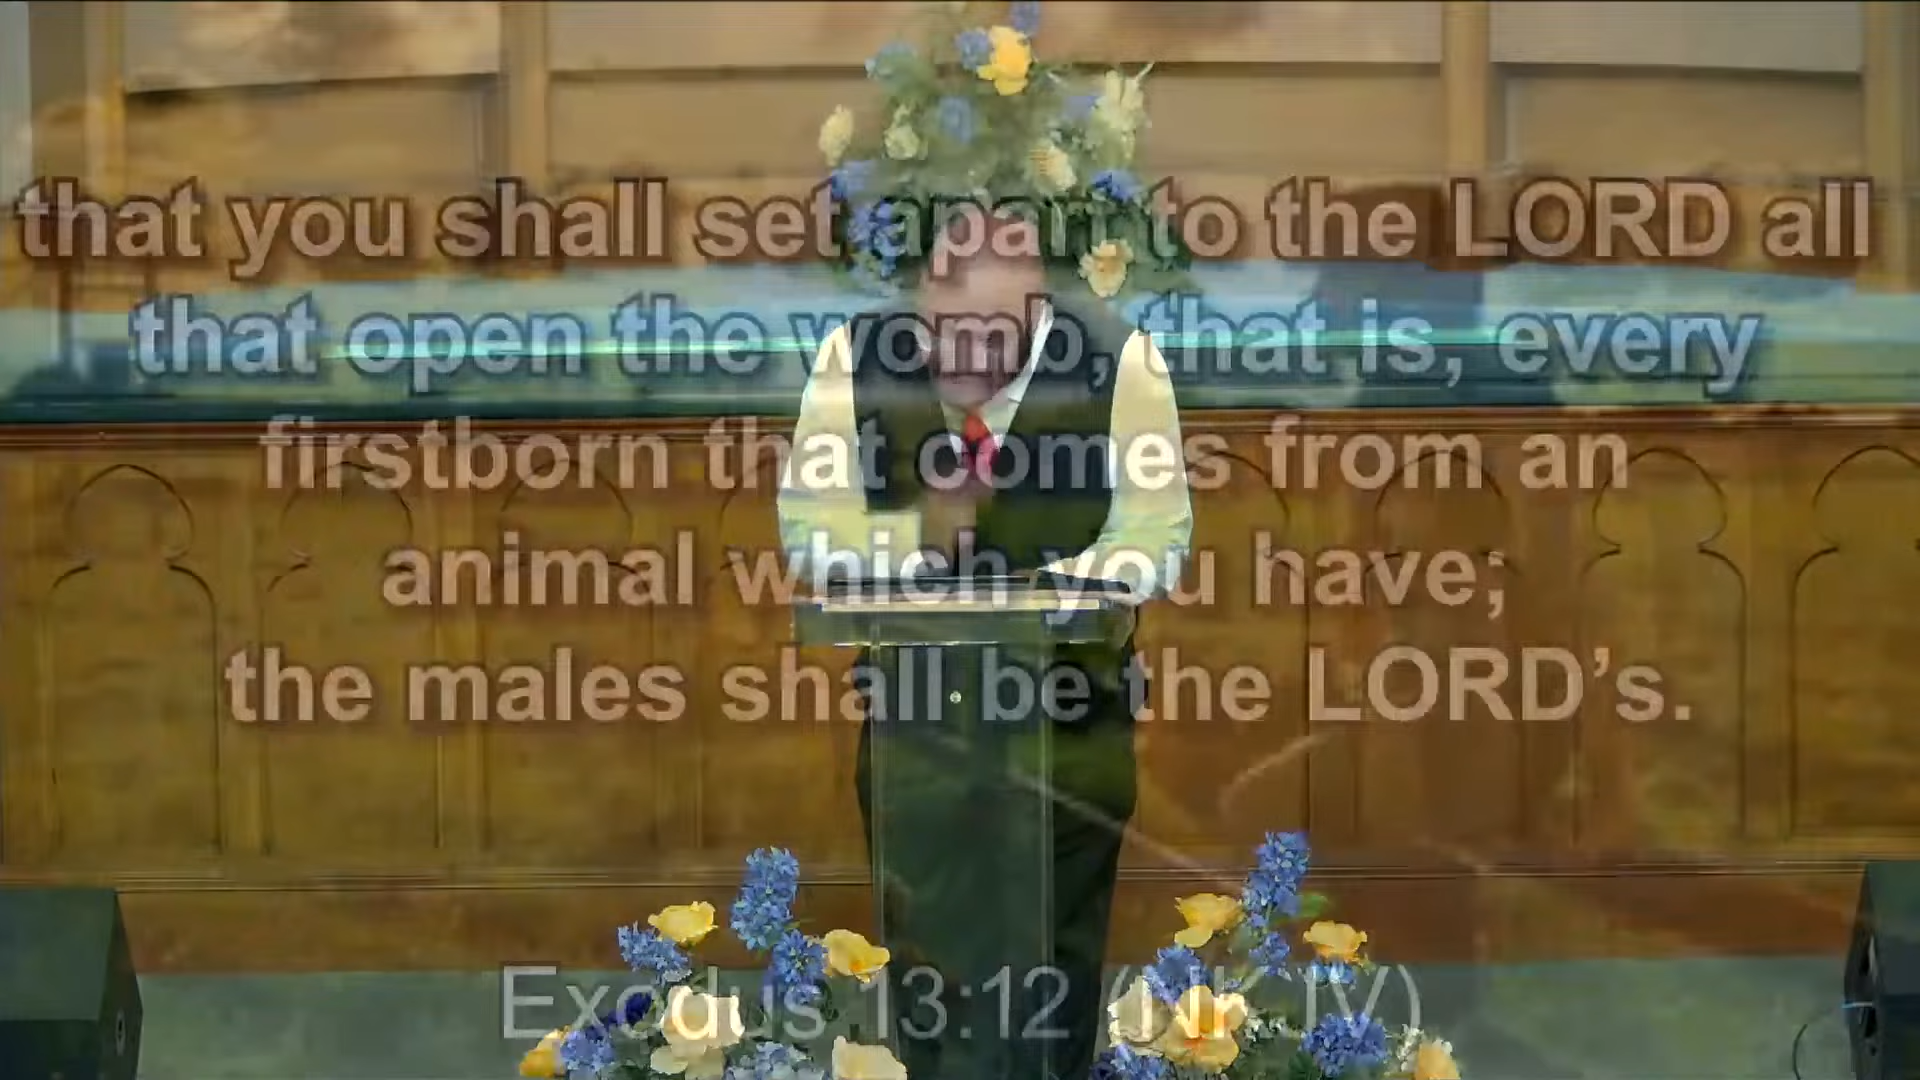 that you shall set apart to the LORD all
that open the womb, that is, every
firstborn that comes from an
animal which you have;
the males shall be the LORD’s.
Exodus 13:12 (NKJV)